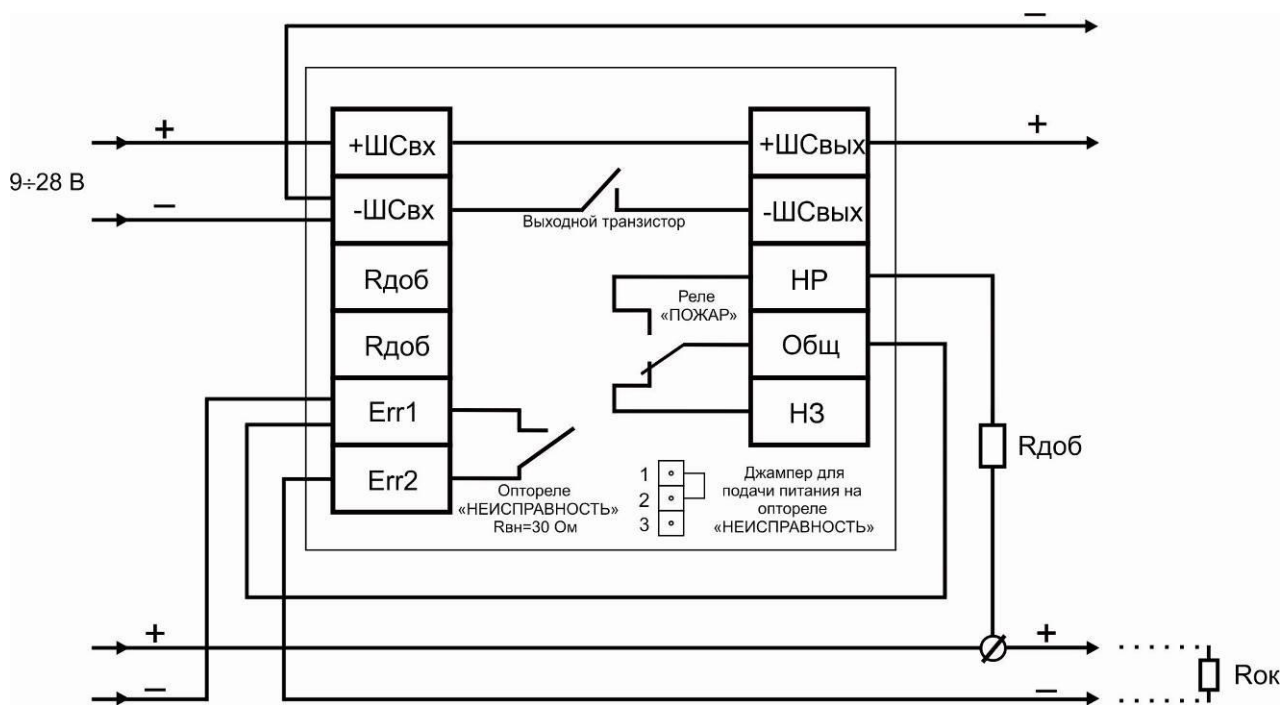 –
+
+ШСвх
+ШСвых
+
9÷28 В
–
-ШСвх
Выходной транзистор
-ШСвых
Rдоб
Реле
«ПОЖАР»
НР
Rдоб
Общ
Err1
НЗ
Rдоб
Err2
Оптореле
«НЕИСПРАВНОСТЬ»
Rвн=30 Ом
1
2
3
Джампер для
подачи питания на
оптореле
«НЕИСПРАВНОСТЬ»
+
+
–
–
Rок